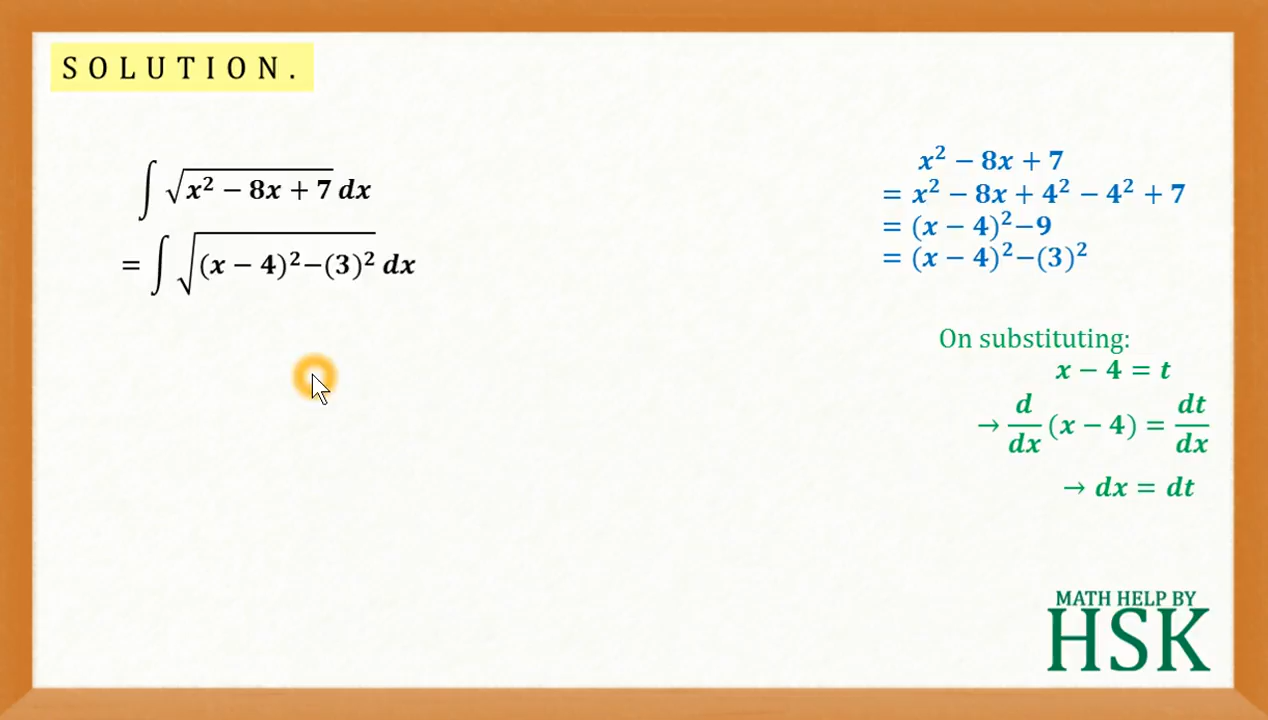 SOLUTION.
∫ √(x² − 8x + 7) dx
= ∫ √((x − 4)²−(3)²) dx
x² − 8x + 7
= x² − 8x + 4² − 4² + 7
= (x − 4)²−9
= (x − 4)²−(3)²
On substituting:
x − 4 = t
→ d/dx (x − 4) = dt/dx
→ dx = dt
MATH HELP BY
HSK